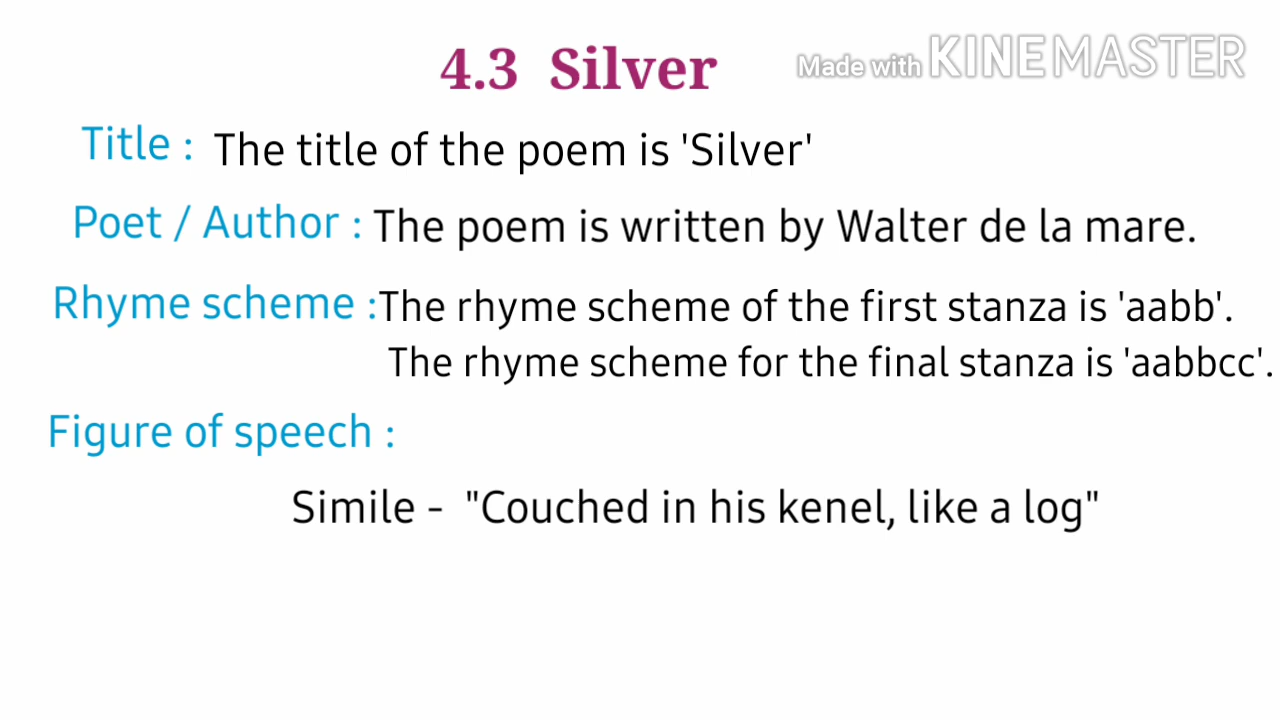 4.3 Silver
Made with KINEMASTER
Title : The title of the poem is 'Silver'
Poet / Author : The poem is written by Walter de la mare.
Rhyme scheme :The rhyme scheme of the first stanza is 'aabb'.
The rhyme scheme for the final stanza is 'aabbcc'.
Figure of speech :
Simile - "Couched in his kenel, like a log"